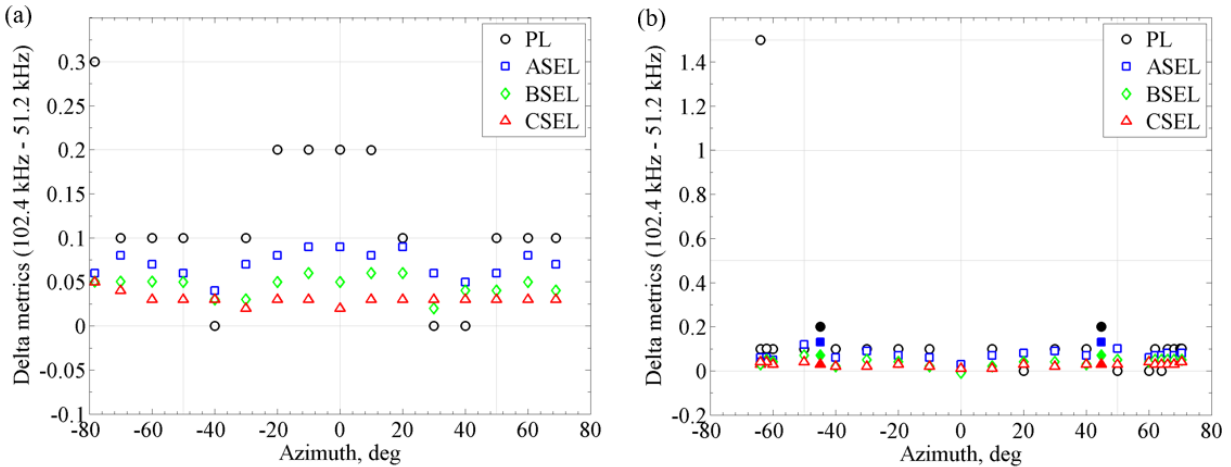 (a)
Delta metrics (102.4 kHz - 51.2 kHz)
0.3
0.25
0.2
0.15
0.1
0.05
0
-0.05
-0.1
PL
ASEL
BSEL
CSEL
-80 -60 -40 -20 0 20 40 60 80
Azimuth, deg
(b)
Delta metrics (102.4 kHz - 51.2 kHz)
1.4
1.2
1
0.8
0.6
0.4
0.2
0
-0.2
PL
ASEL
BSEL
CSEL
-80 -60 -40 -20 0 20 40 60 80
Azimuth, deg